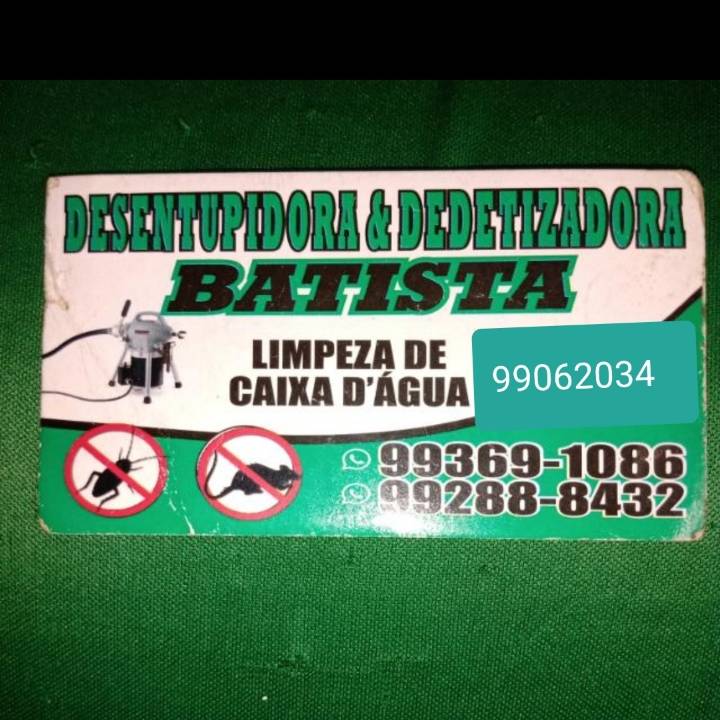 DESENTUPIDORA & DEDETIZADORA
BATISTA
LIMPEZA DE
CAIXA D'ÁGUA
99062034
99369-1086
99288-8432